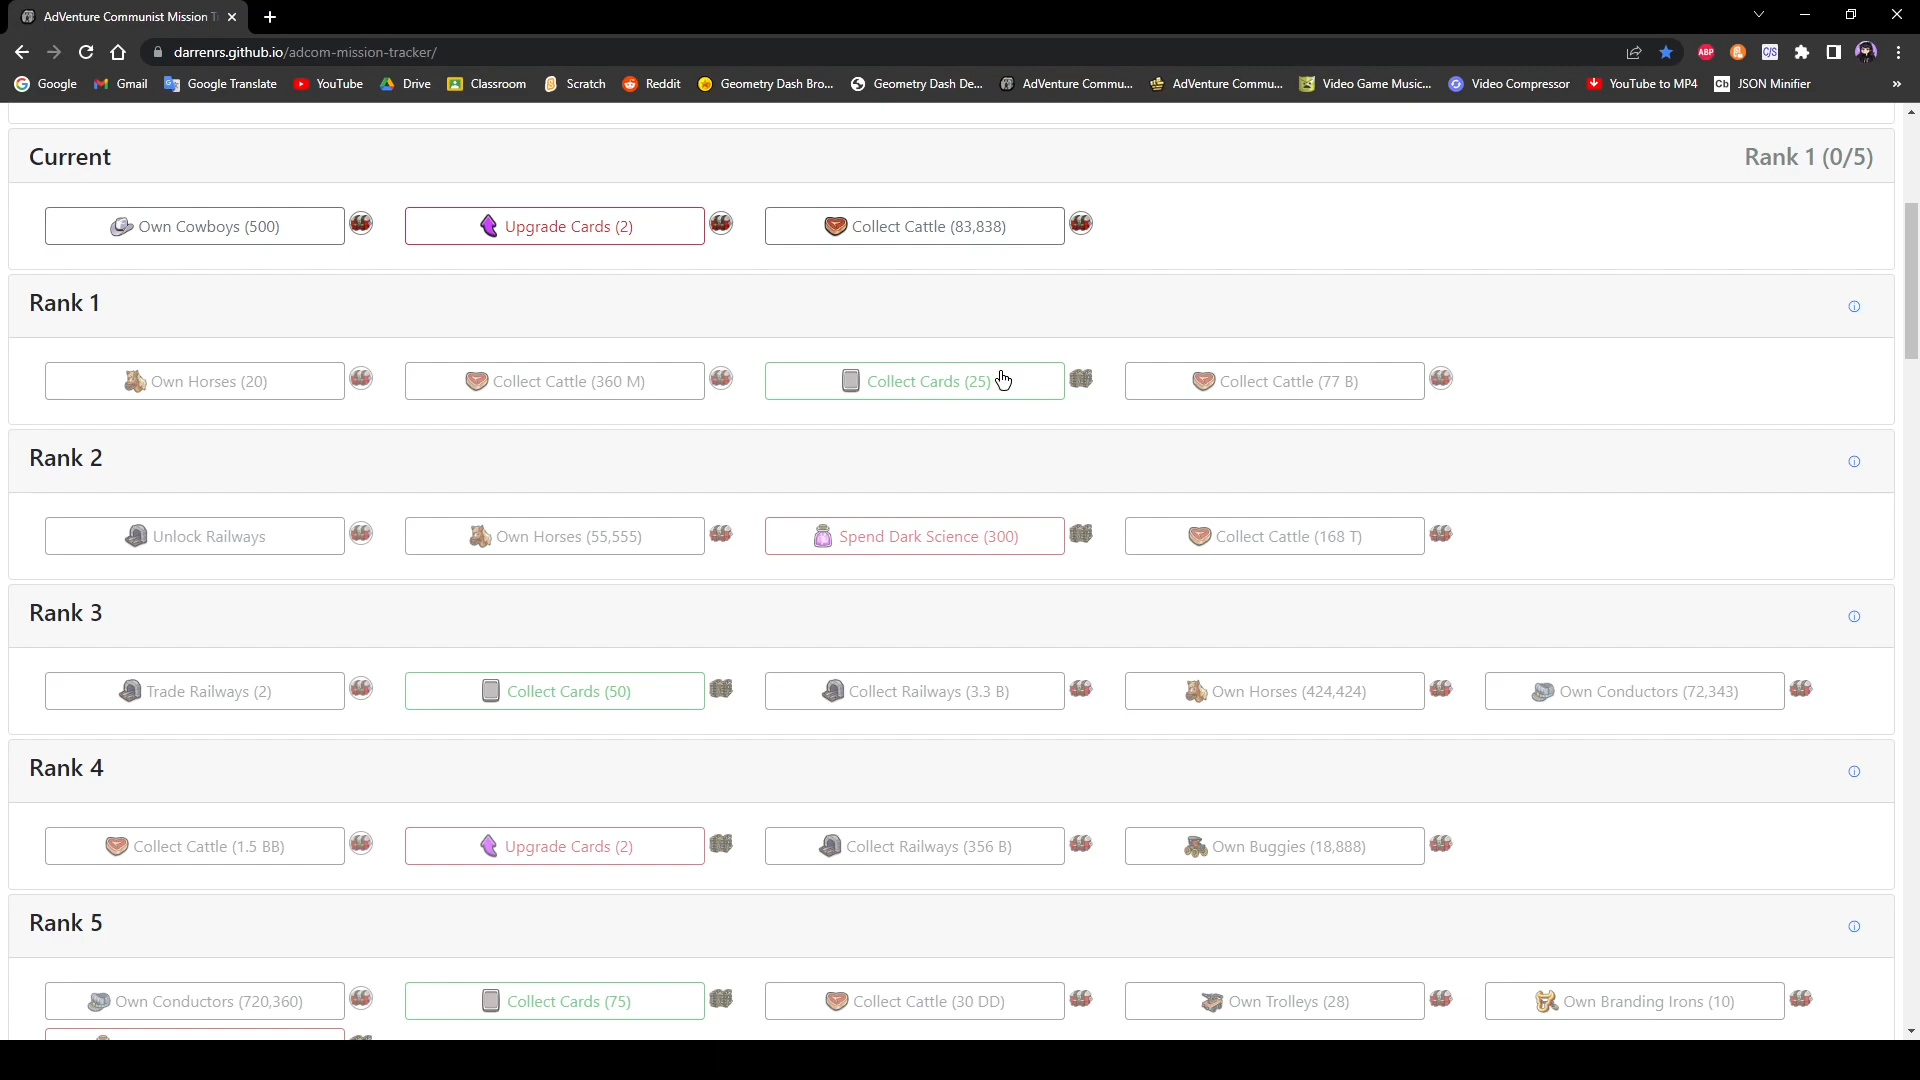 AdVenture Communist Mission T
darrenrs.github.io/adcom-mission-tracker/
ABP
C/S
Google Gmail Google Translate YouTube Drive Classroom Scratch Reddit Geometry Dash Bro... Geometry Dash De... AdVenture Commu... AdVenture Commu... Video Game Music... Video Compressor YouTube to MP4 Cb JSON Minifier »
Current Rank 1 (0/5)
Own Cowboys (500) Upgrade Cards (2) Collect Cattle (83,838)
Rank 1
Own Horses (20) Collect Cattle (360 M) Collect Cards (25) Collect Cattle (77 B)
Rank 2
Unlock Railways Own Horses (55,555) Spend Dark Science (300) Collect Cattle (168 T)
Rank 3
Trade Railways (2) Collect Cards (50) Collect Railways (3.3 B) Own Horses (424,424) Own Conductors (72,343)
Rank 4
Collect Cattle (1.5 BB) Upgrade Cards (2) Collect Railways (356 B) Own Buggies (18,888)
Rank 5
Own Conductors (720,360) Collect Cards (75) Collect Cattle (30 DD) Own Trolleys (28) Own Branding Irons (10)